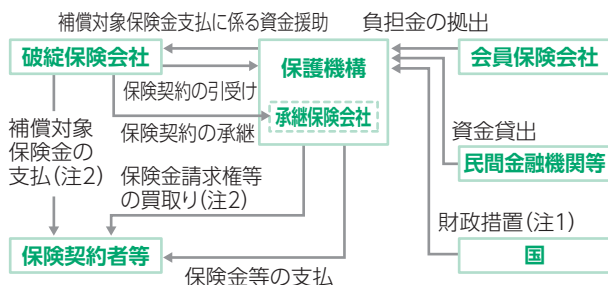 補償対象保険金支払に係る資金援助
負担金の拠出
破綻保険会社
保護機構
会員保険会社
保険契約の引受け
承継保険会社
補償対象
保険金の
支払(注2)
保険契約の承継
資金貸出
民間金融機関等
保険金請求権等
の買取り(注2)
財政措置(注1)
保険契約者等
国
保険金等の支払